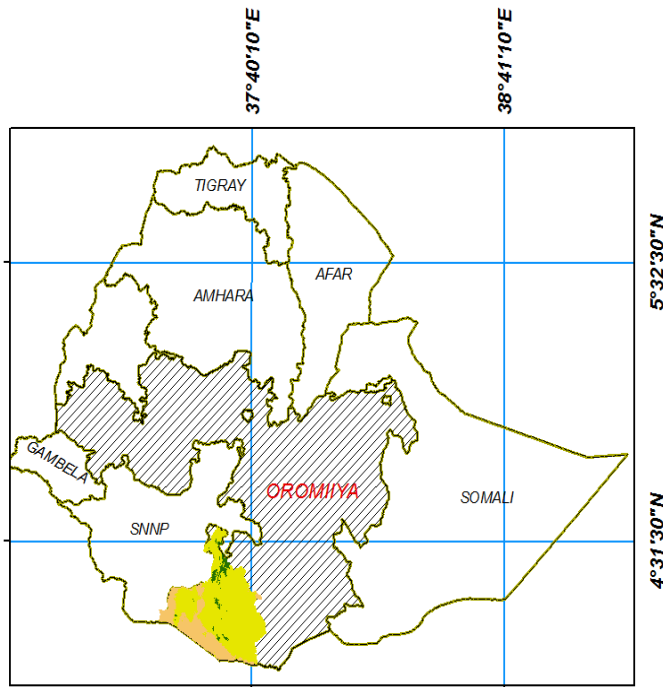 37°40'10"E
38°41'10"E
TIGRAY
AFAR
5°32'30"N
AMHARA
GAMBELA
OROMIIYA
SOMALI
SNNP
4°31'30"N